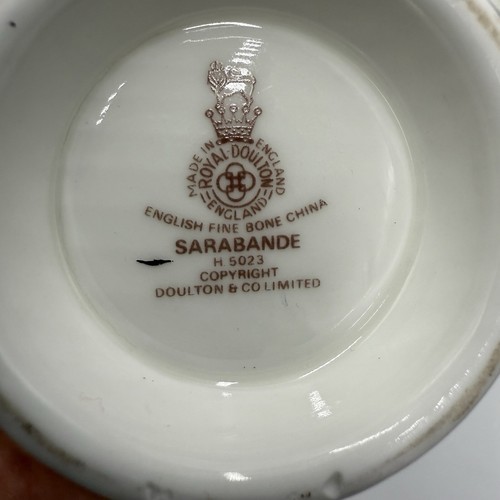 MADE IN ENGLAND
ROYAL·DOULTON
ENGLAND
ENGLISH FINE BONE CHINA
SARABANDE
H 5023
COPYRIGHT
DOULTON & CO LIMITED